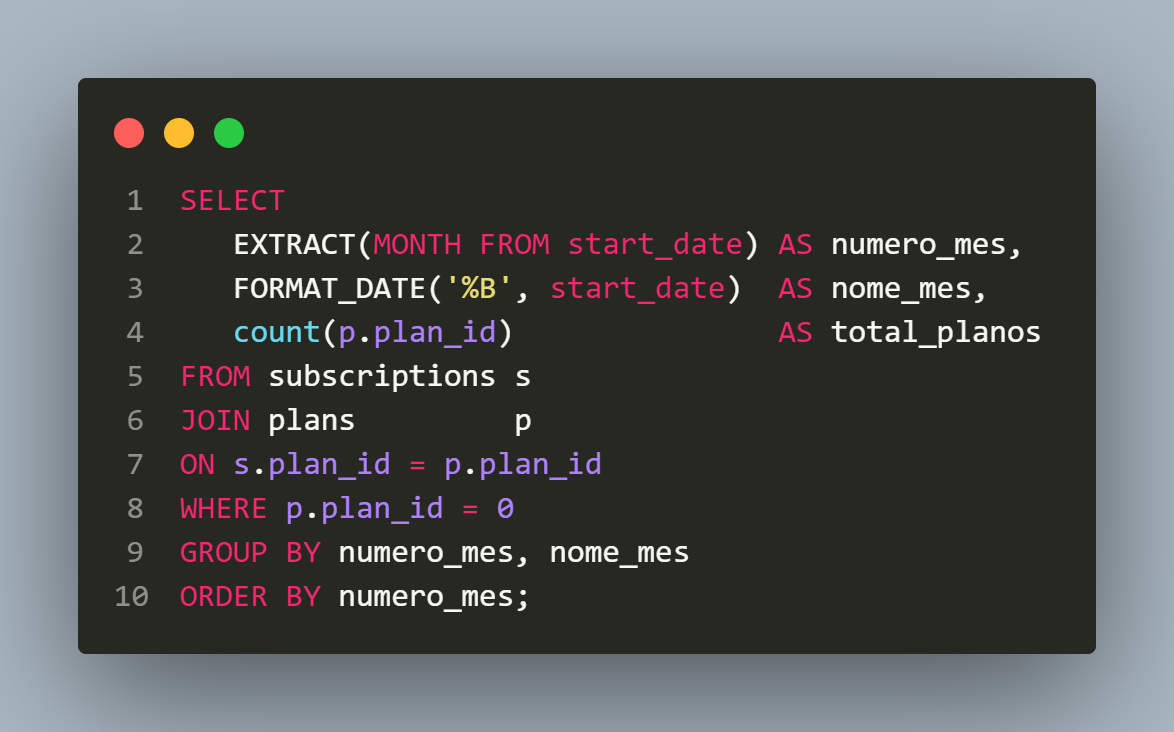 1 SELECT
2    EXTRACT(MONTH FROM start_date) AS numero_mes,
3    FORMAT_DATE('%B', start_date)  AS nome_mes,
4    count(p.plan_id)               AS total_planos
5 FROM subscriptions s
6 JOIN plans         p
7 ON s.plan_id = p.plan_id
8 WHERE p.plan_id = 0
9 GROUP BY numero_mes, nome_mes
10 ORDER BY numero_mes;